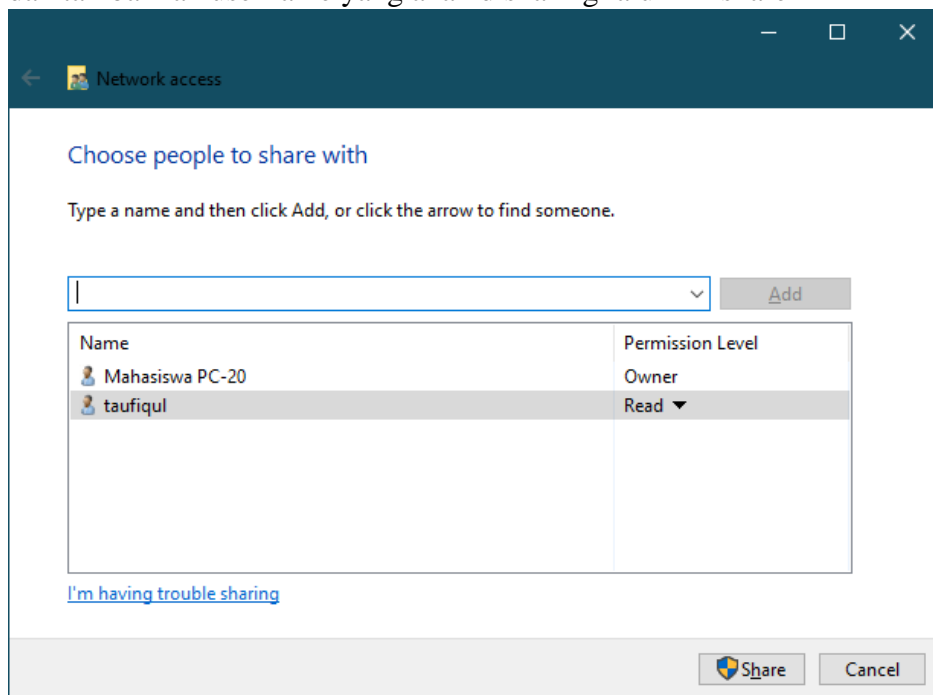 Network access
Choose people to share with
Type a name and then click Add, or click the arrow to find someone.
Add
Name Permission Level
Mahasiswa PC-20 Owner
taufiqul Read
I'm having trouble sharing
Share Cancel